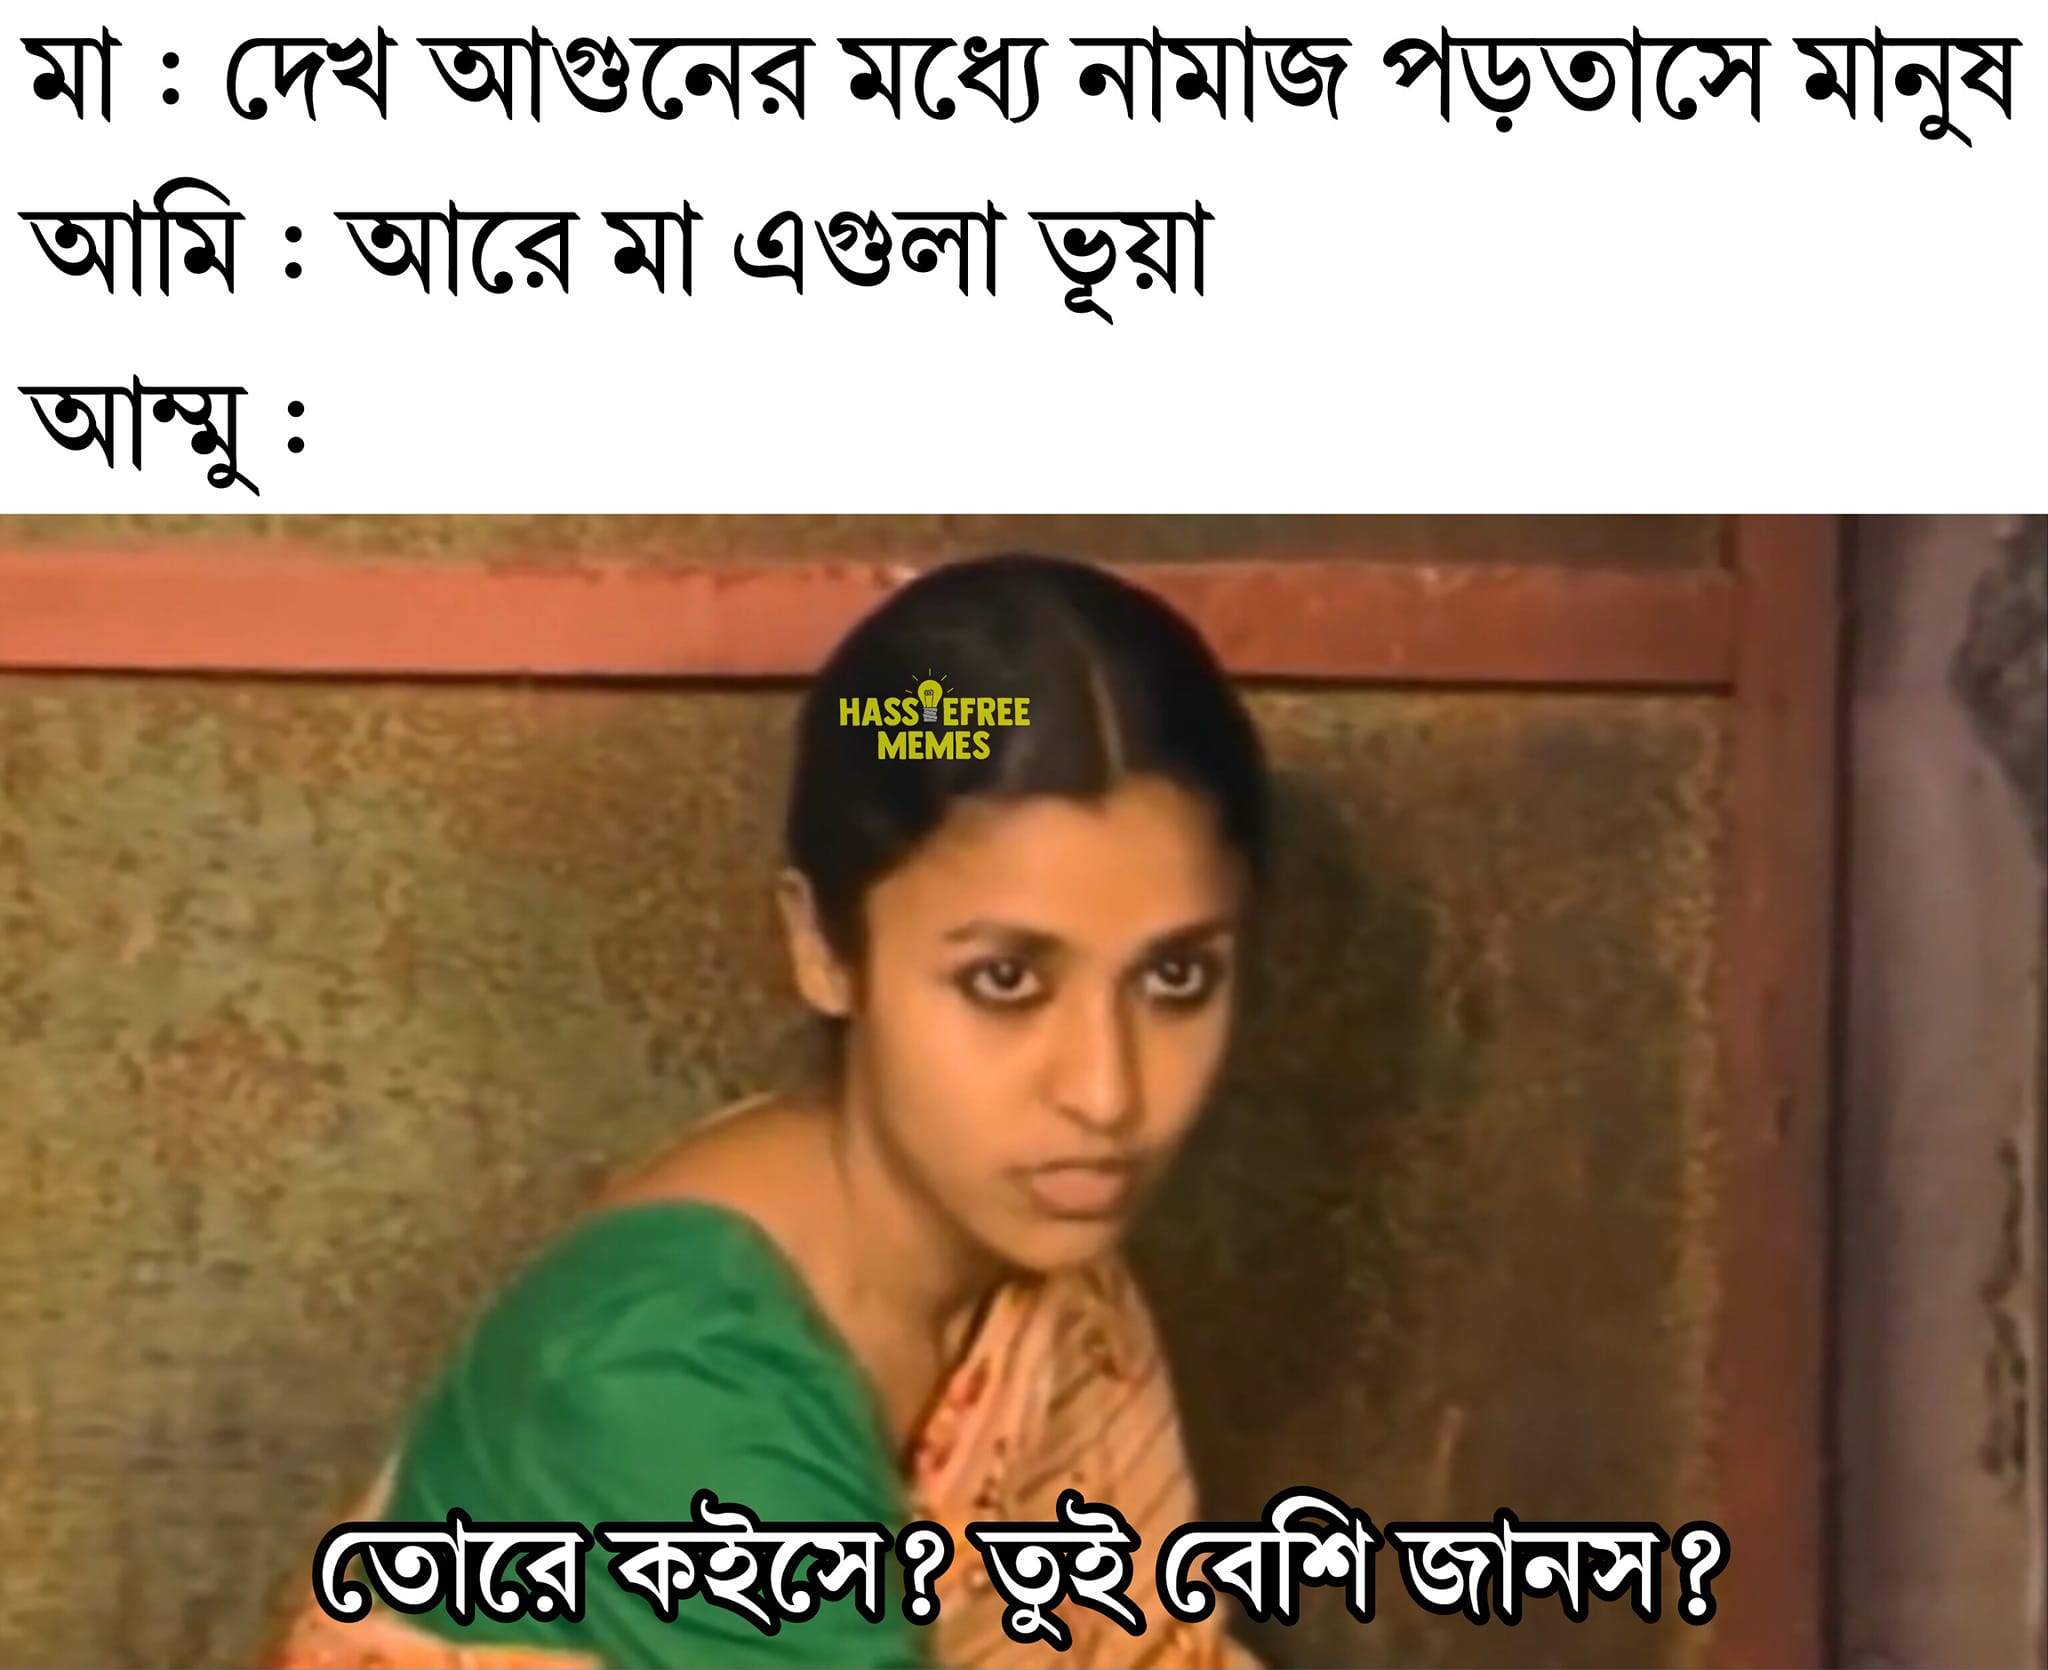 মা : দেখ আগুনের মধ্যে নামাজ পড়তাসে মানুষ
আমি : আরে মা এগুলা ভূয়া
আম্মু :
HASSLEFREE
MEMES
তোরে কইসে? তুই বেশি জানস?